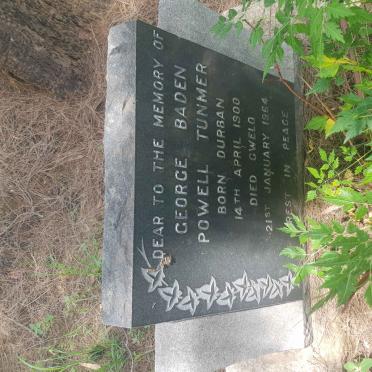 DEAR TO THE MEMORY OF
GEORGE BADEN
POWELL TUNMER
BORN DURBAN
14TH APRIL 1900
DIED GWELO
21ST JANUARY 1964
REST IN PEACE